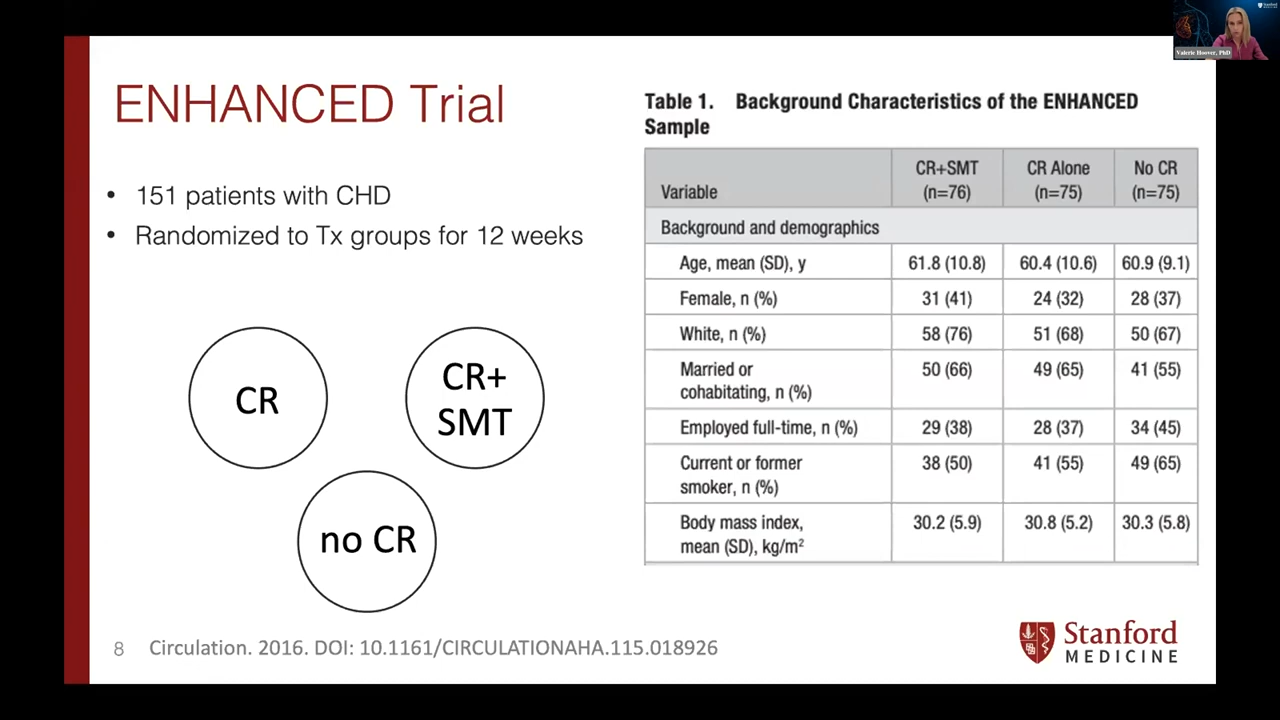 Stanford
Valerie Hoover, PhD
ENHANCED Trial
• 151 patients with CHD
• Randomized to Tx groups for 12 weeks
CR
CR+
SMT
no CR
Table 1. Background Characteristics of the ENHANCED
Sample
Variable CR+SMT (n=76) CR Alone (n=75) No CR (n=75)
Background and demographics
Age, mean (SD), y 61.8 (10.8) 60.4 (10.6) 60.9 (9.1)
Female, n (%) 31 (41) 24 (32) 28 (37)
White, n (%) 58 (76) 51 (68) 50 (67)
Married or
cohabitating, n (%) 50 (66) 49 (65) 41 (55)
Employed full-time, n (%) 29 (38) 28 (37) 34 (45)
Current or former
smoker, n (%) 38 (50) 41 (55) 49 (65)
Body mass index,
mean (SD), kg/m² 30.2 (5.9) 30.8 (5.2) 30.3 (5.8)
8 Circulation. 2016. DOI: 10.1161/CIRCULATIONAHA.115.018926
Stanford
MEDICINE